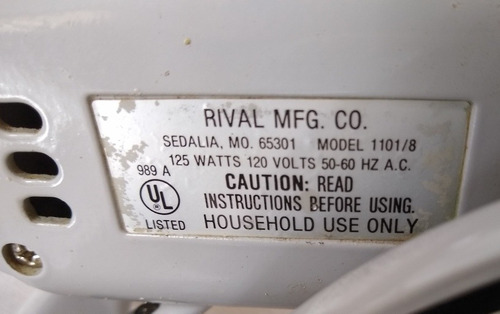 RIVAL MFG. CO.
SEDALIA, MO. 65301 MODEL 1101/8
125 WATTS 120 VOLTS 50-60 HZ A.C.
989 A
CAUTION: READ
UL
INSTRUCTIONS BEFORE USING.
LISTED HOUSEHOLD USE ONLY